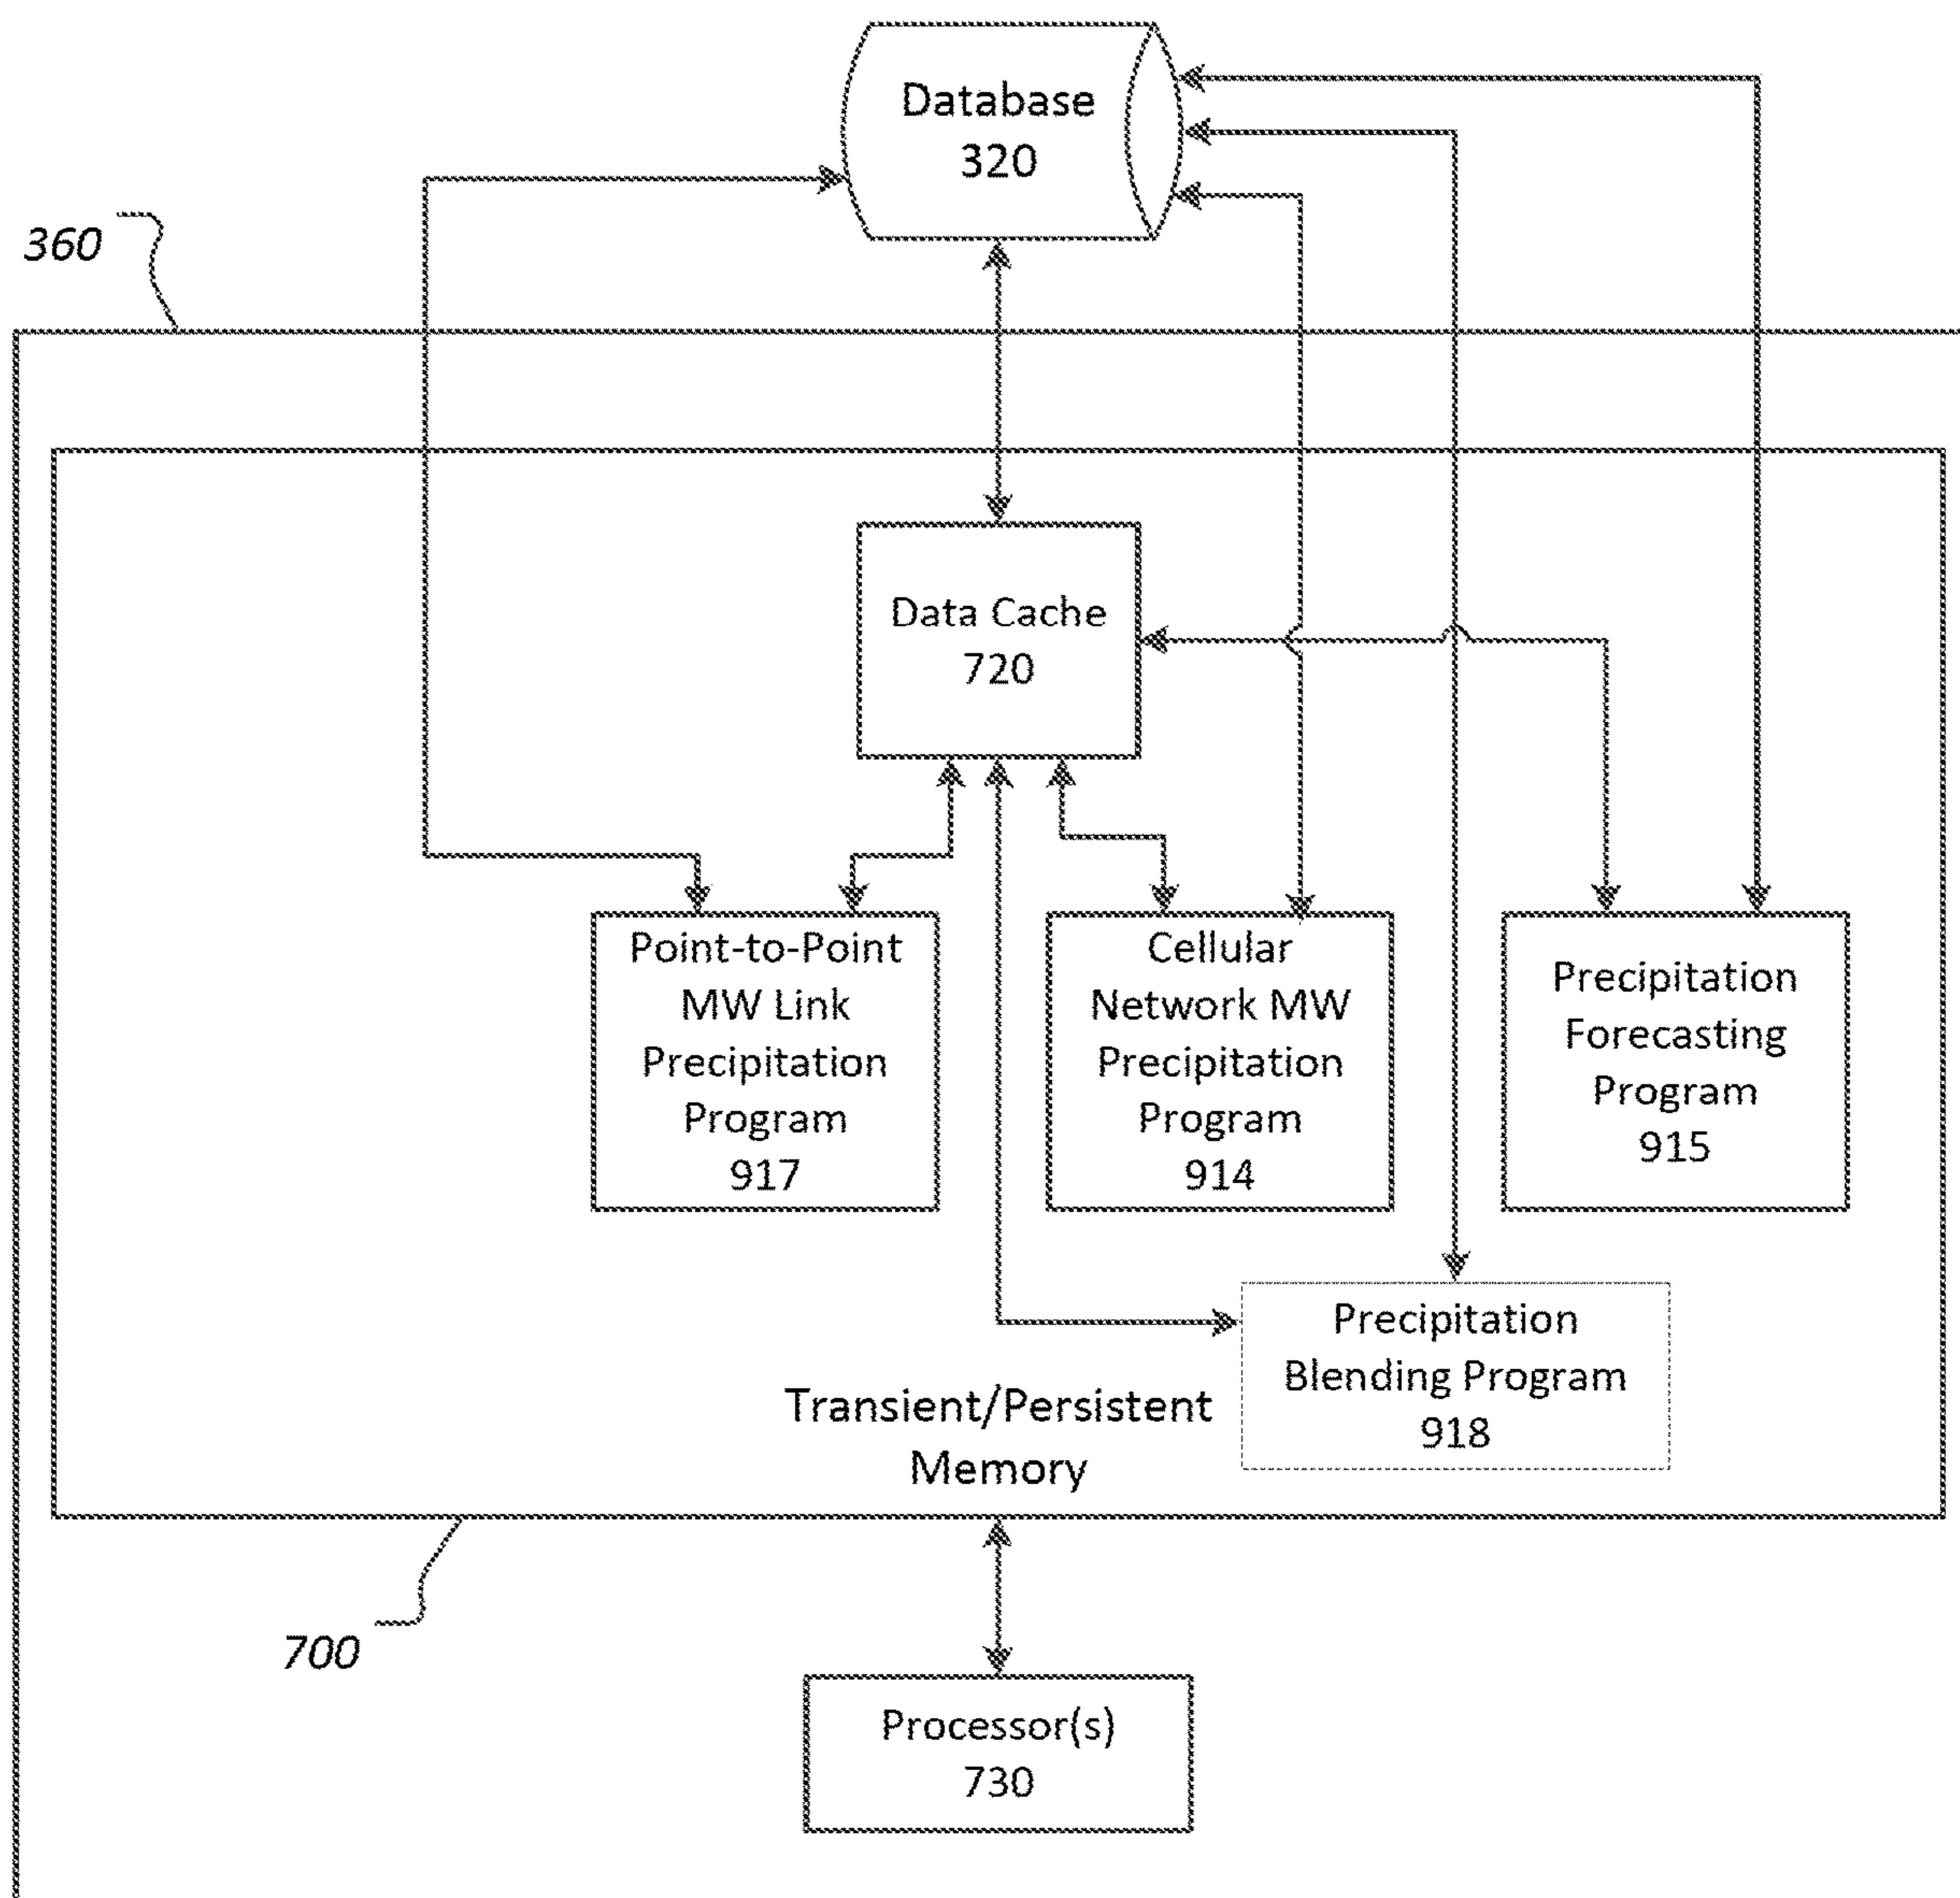 Database
320
360
Data Cache
720
Point-to-Point
MW Link
Precipitation
Program
917
Cellular
Network MW
Precipitation
Program
914
Precipitation
Forecasting
Program
915
Precipitation
Blending Program
918
Transient/Persistent
Memory
700
Processor(s)
730